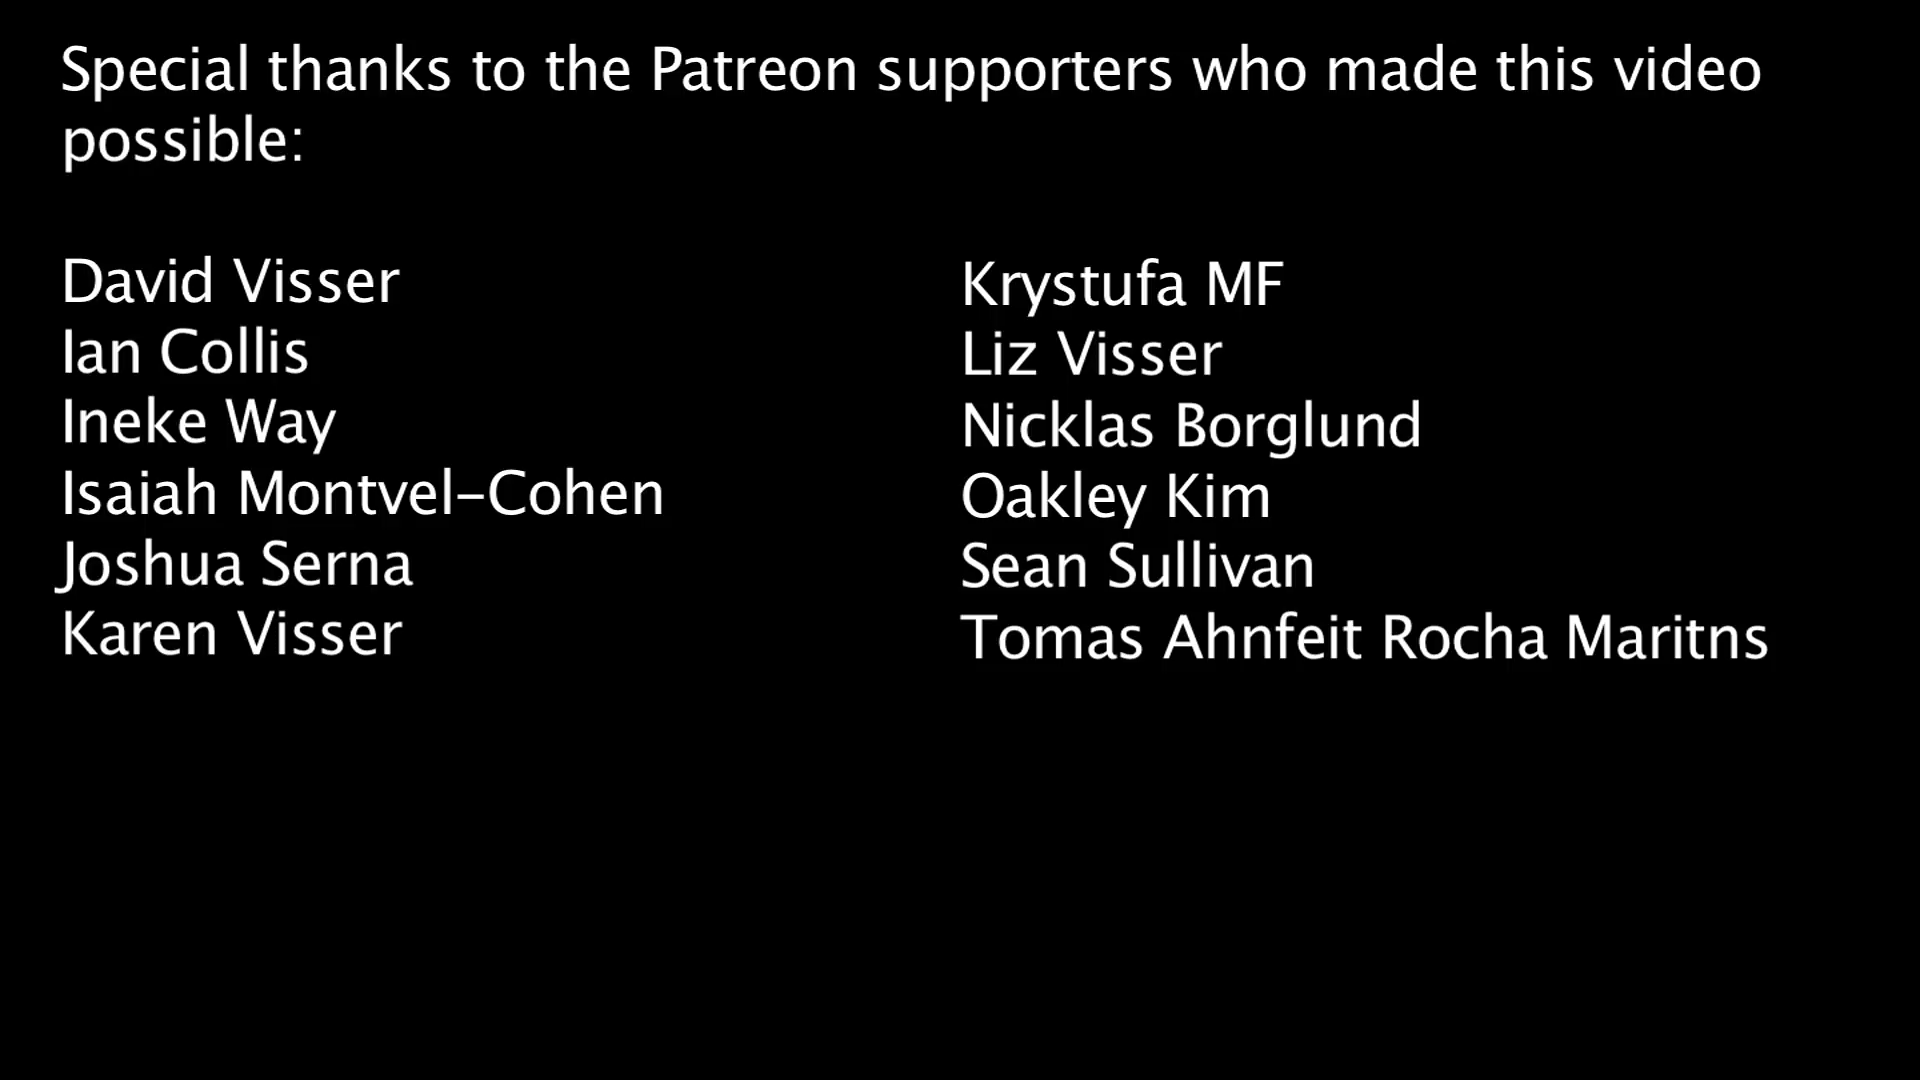 Special thanks to the Patreon supporters who made this video
possible:
David Visser
Ian Collis
Ineke Way
Isaiah Montvel-Cohen
Joshua Serna
Karen Visser
Krystufa MF
Liz Visser
Nicklas Borglund
Oakley Kim
Sean Sullivan
Tomas Ahnfeit Rocha Maritns